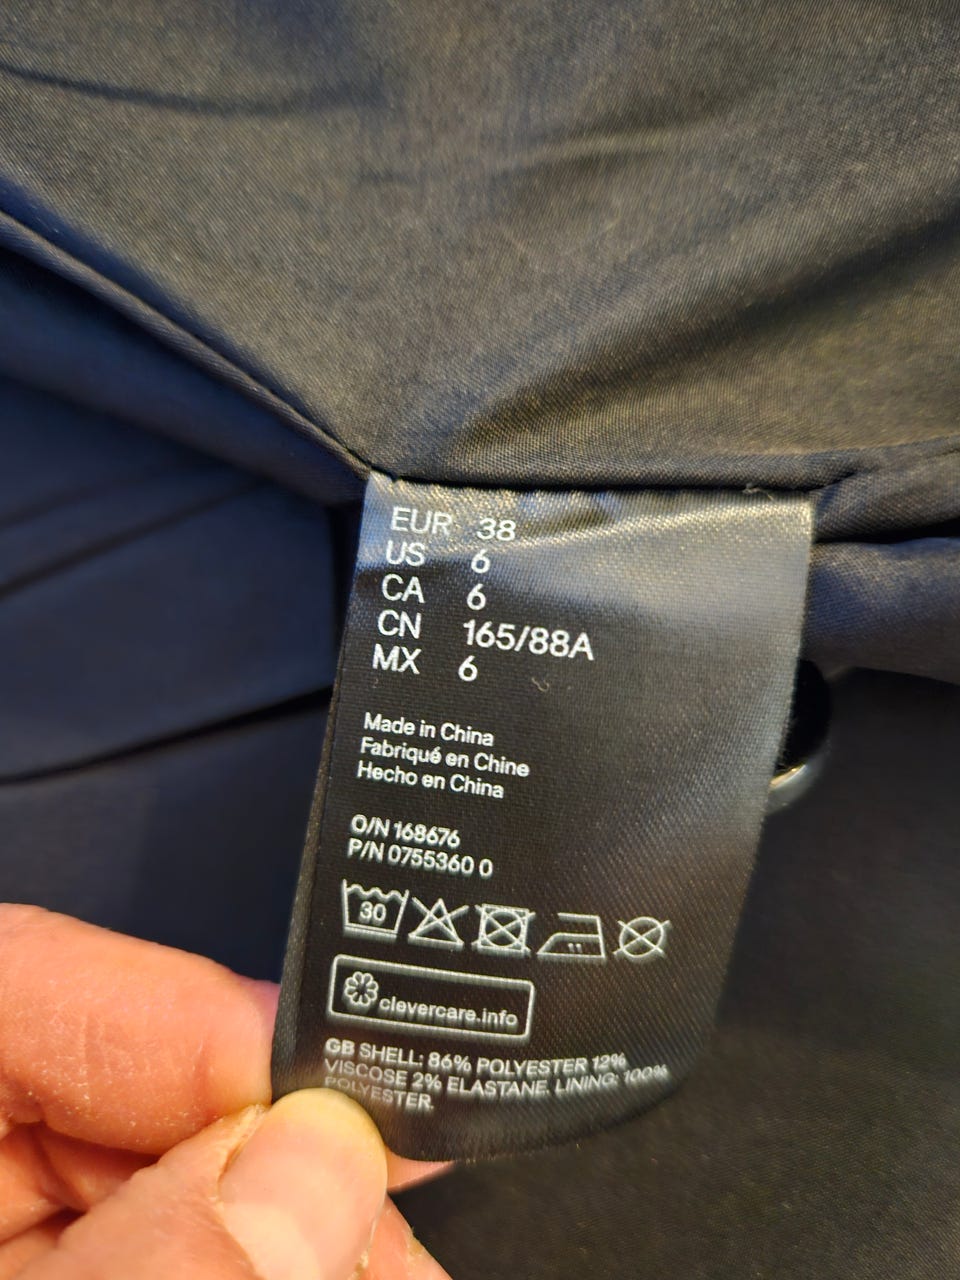 EUR 38
US 6
CA 6
CN 165/88A
MX 6
Made in China
Fabriqué en Chine
Hecho en China
O/N 168676
P/N 0755360 0
30
clevercare.info
GB SHELL: 86% POLYESTER 12%
VISCOSE 2% ELASTANE. LINING: 100%
POLYESTER.